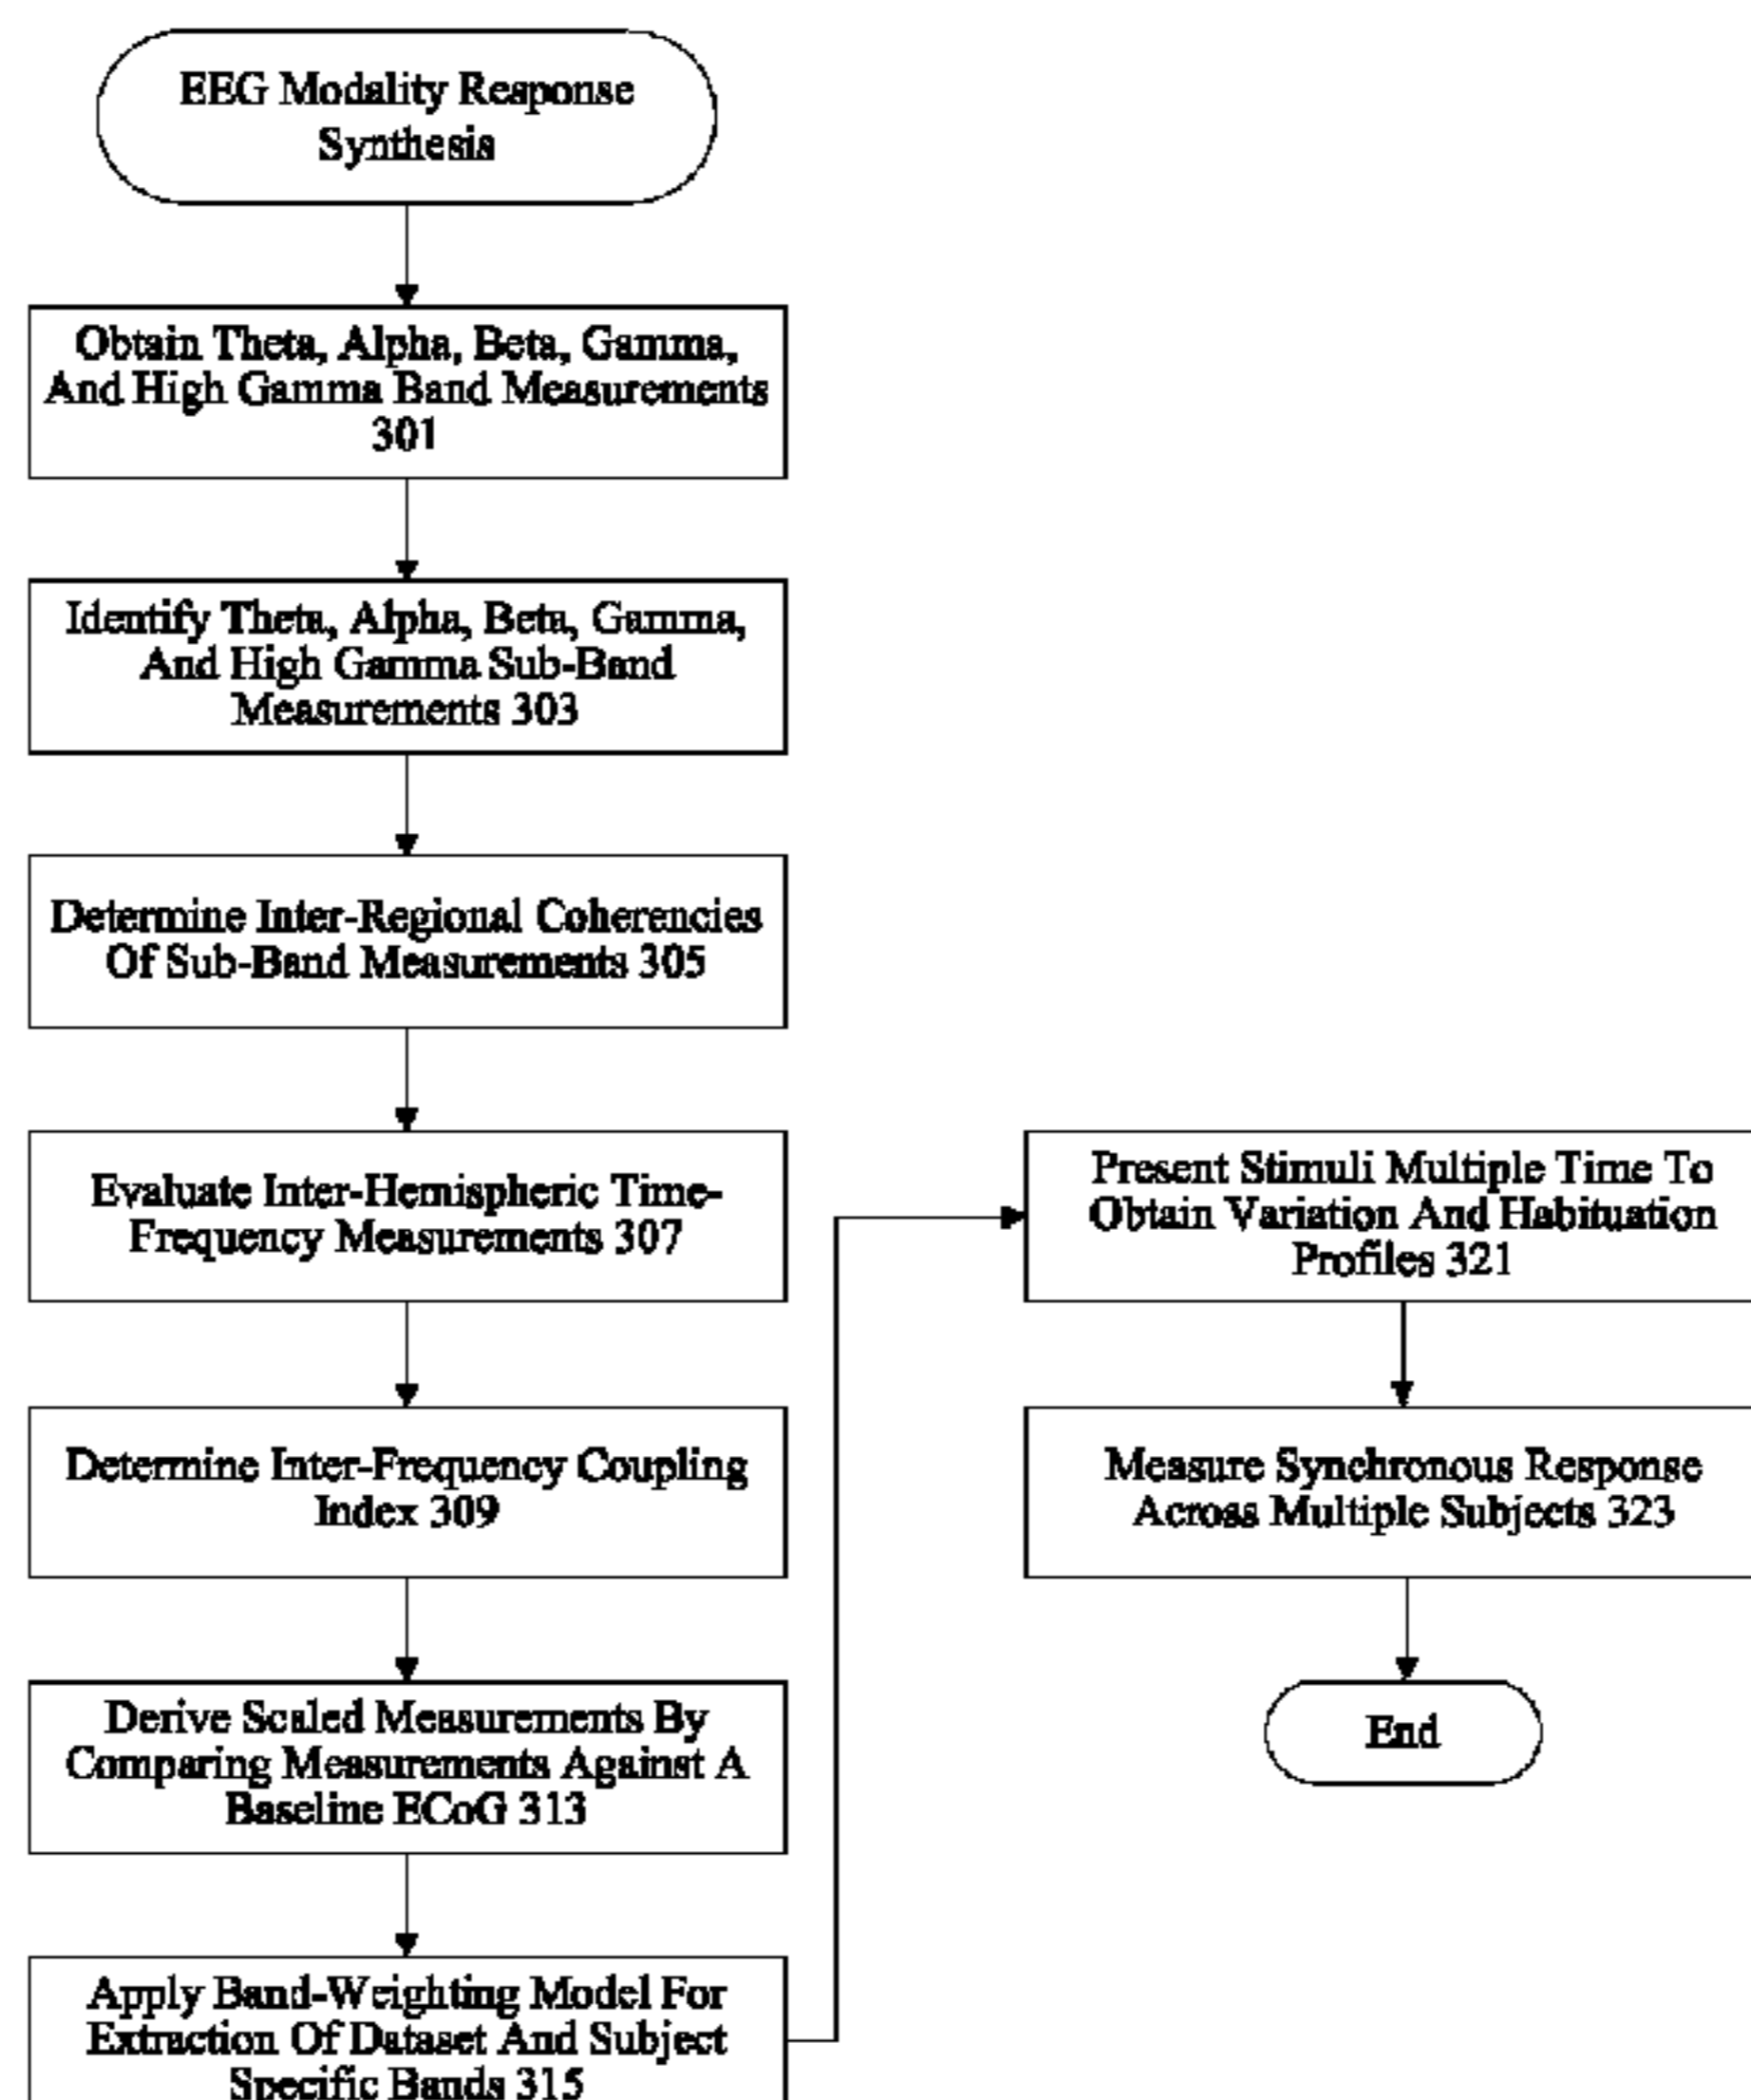 EEG Modality Response
Synthesis
Obtain Theta, Alpha, Beta, Gamma,
And High Gamma Band Measurements
301
Identify Theta, Alpha, Beta, Gamma,
And High Gamma Sub-Band
Measurements 303
Determine Inter-Regional Coherencies
Of Sub-Band Measurements 305
Evaluate Inter-Hemispheric Time-
Frequency Measurements 307
Determine Inter-Frequency Coupling
Index 309
Derive Scaled Measurements By
Comparing Measurements Against A
Baseline ECoG 313
Apply Band-Weighting Model For
Extraction Of Dataset And Subject
Specific Bands 315
Present Stimuli Multiple Time To
Obtain Variation And Habituation
Profiles 321
Measure Synchronous Response
Across Multiple Subjects 323
End